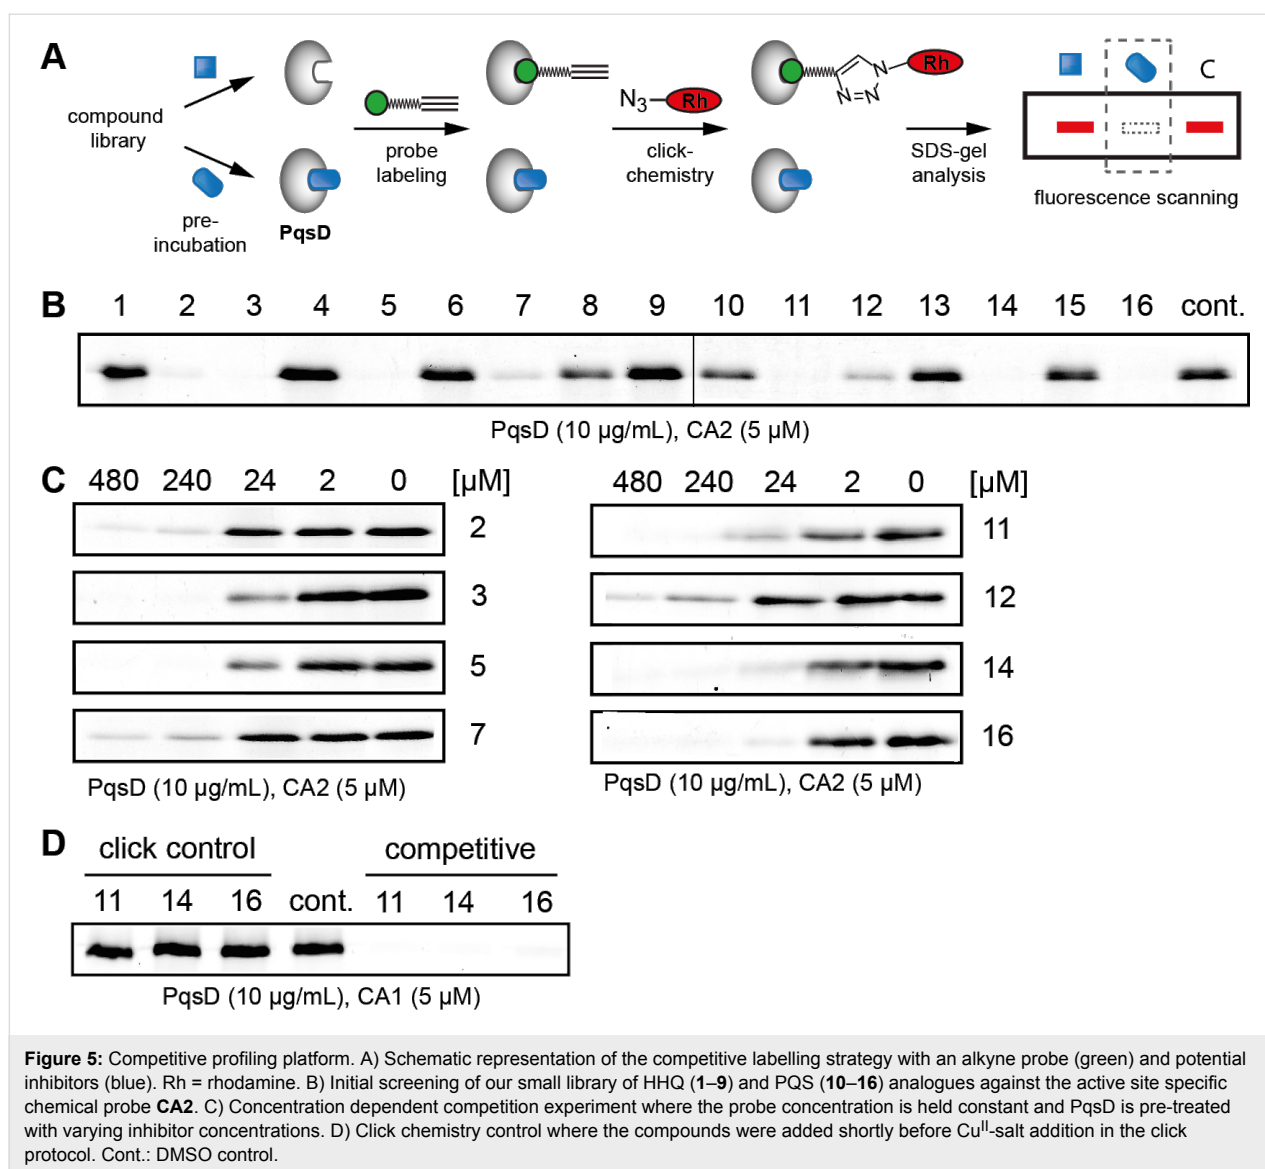 A
compound
library
pre-
incubation
PqsD
probe
labeling
N3 Rh
click-
chemistry
N Rh
N=N
SDS-gel
analysis
C
fluorescence scanning
B 1 2 3 4 5 6 7 8 9 10 11 12 13 14 15 16 cont.
PqsD (10 µg/mL), CA2 (5 µM)
C 480 240 24 2 0 [µM]
2
3
5
7
PqsD (10 µg/mL), CA2 (5 µM)
480 240 24 2 0 [µM]
11
12
14
16
PqsD (10 µg/mL), CA2 (5 µM)
D click control competitive
11 14 16 cont. 11 14 16
PqsD (10 µg/mL), CA1 (5 µM)
Figure 5: Competitive profiling platform. A) Schematic representation of the competitive labelling strategy with an alkyne probe (green) and potential
inhibitors (blue). Rh = rhodamine. B) Initial screening of our small library of HHQ (1–9) and PQS (10–16) analogues against the active site specific
chemical probe CA2. C) Concentration dependent competition experiment where the probe concentration is held constant and PqsD is pre-treated
with varying inhibitor concentrations. D) Click chemistry control where the compounds were added shortly before CuII-salt addition in the click
protocol. Cont.: DMSO control.